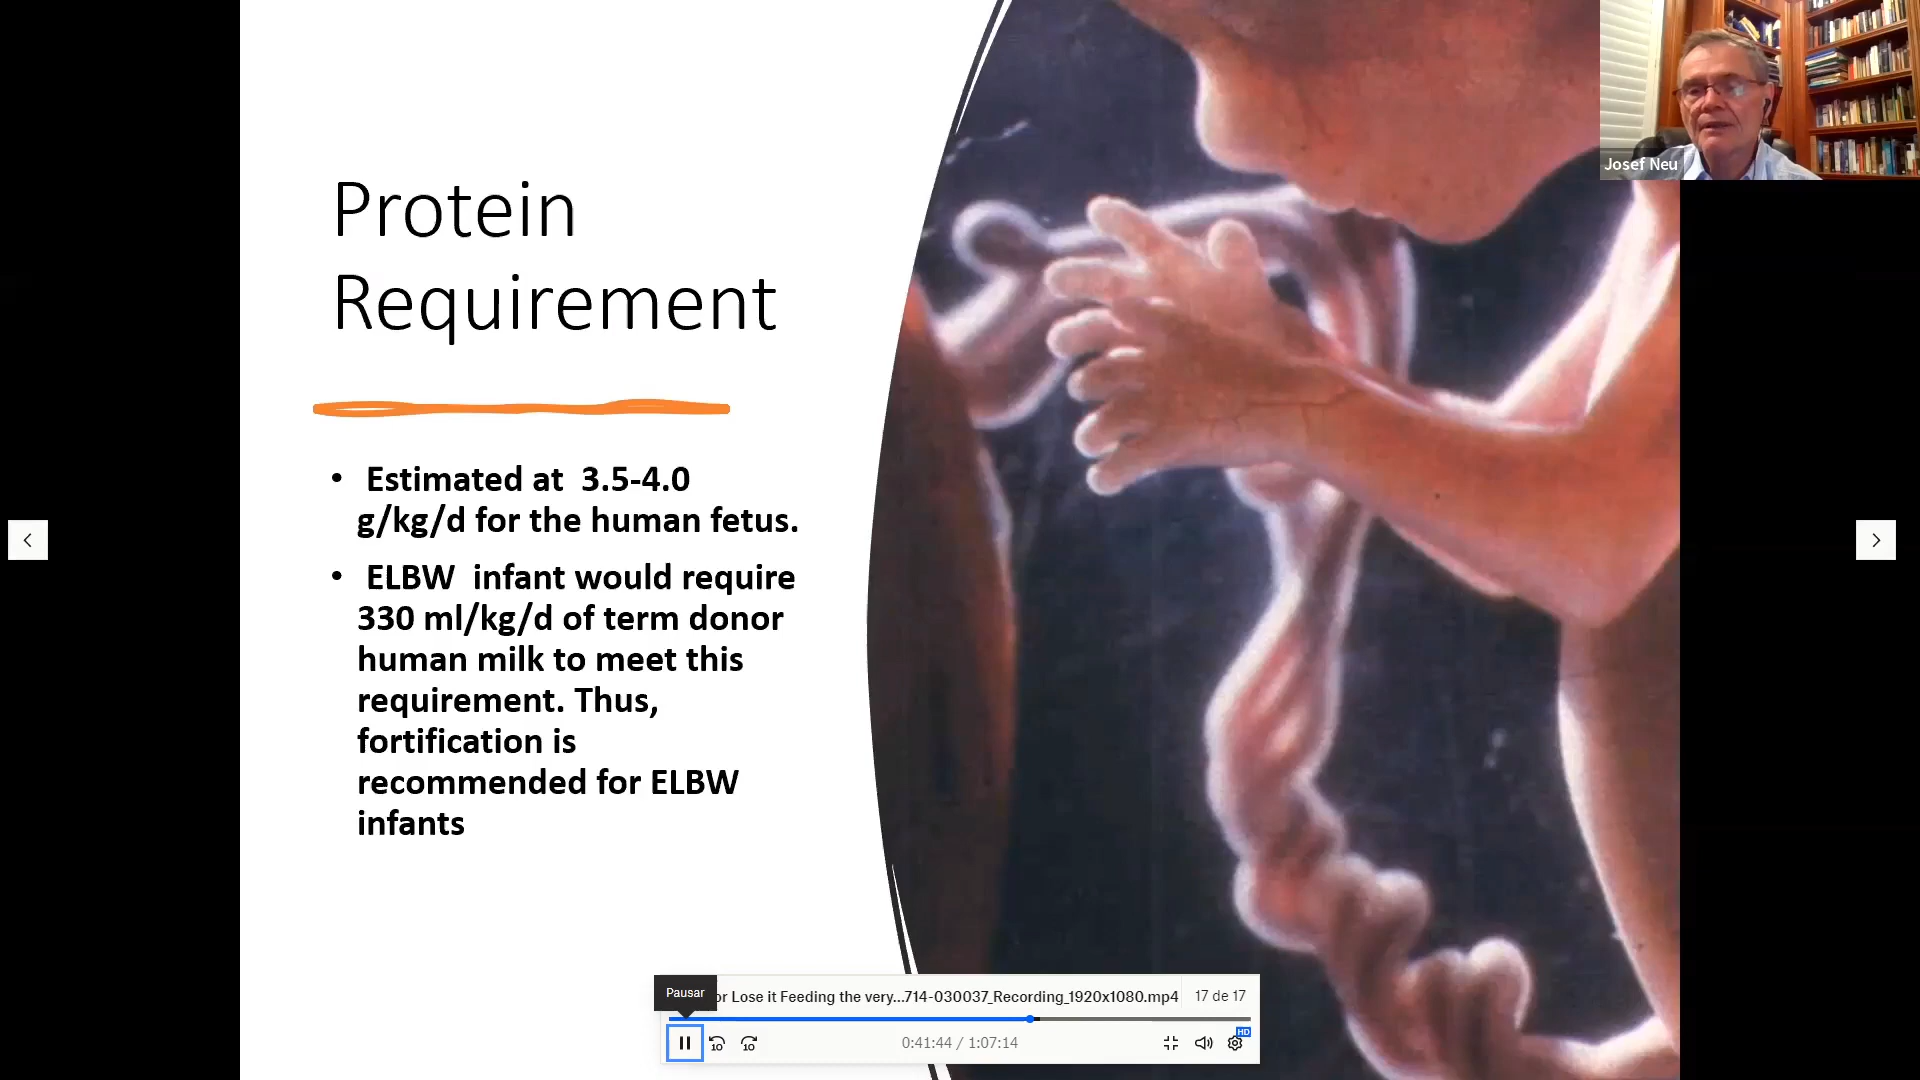 Josef Neu
Protein
Requirement
• Estimated at 3.5-4.0
g/kg/d for the human fetus.
• ELBW infant would require
330 ml/kg/d of term donor
human milk to meet this
requirement. Thus,
fortification is
recommended for ELBW
infants
Pausar
or Lose it Feeding the very...714-030037_Recording_1920x1080.mp4 17 de 17
10 10 0:41:44 / 1:07:14 HD